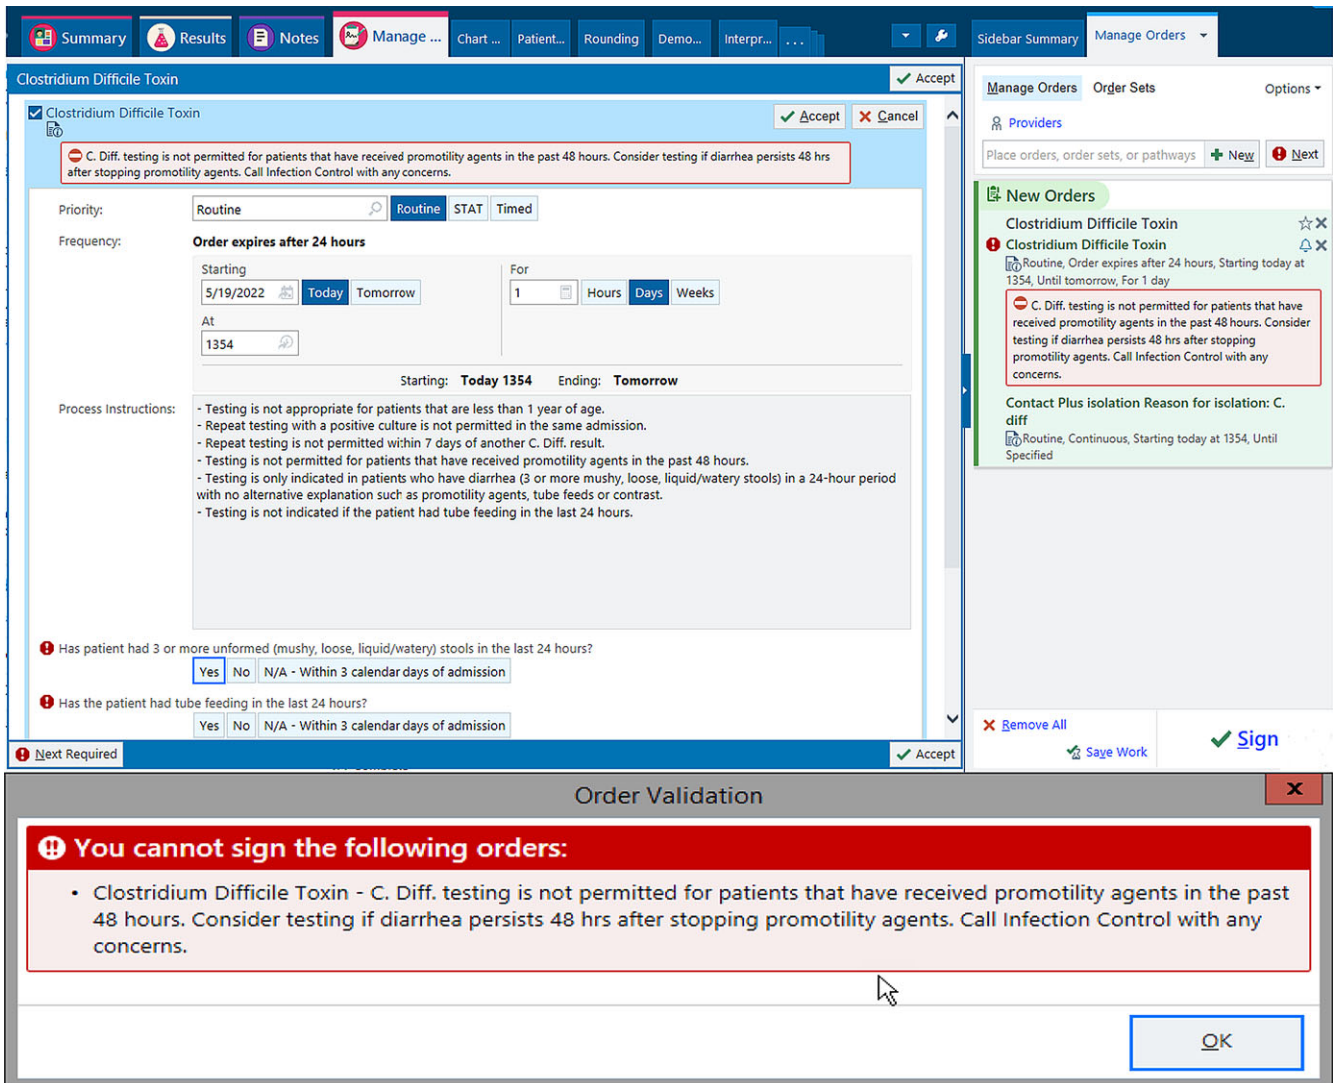 Summary
Results
Notes
Manage ...
Chart ...
Patient...
Rounding
Demo...
Interpr...
...
Sidebar Summary
Manage Orders
Clostridium Difficile Toxin
Accept
Clostridium Difficile Toxin
Accept
Cancel
C. Diff. testing is not permitted for patients that have received promotility agents in the past 48 hours. Consider testing if diarrhea persists 48 hrs
after stopping promotility agents. Call Infection Control with any concerns.
Priority:
Routine
Routine
STAT
Timed
Frequency:
Order expires after 24 hours
Starting
For
5/19/2022
Today
Tomorrow
1
Hours
Days
Weeks
At
1354
Starting: Today 1354 Ending: Tomorrow
Process Instructions:
- Testing is not appropriate for patients that are less than 1 year of age.
- Repeat testing with a positive culture is not permitted in the same admission.
- Repeat testing is not permitted within 7 days of another C. Diff. result.
- Testing is not permitted for patients that have received promotility agents in the past 48 hours.
- Testing is only indicated in patients who have diarrhea (3 or more mushy, loose, liquid/watery stools) in a 24-hour period
with no alternative explanation such as promotility agents, tube feeds or contrast.
- Testing is not indicated if the patient had tube feeding in the last 24 hours.
Has patient had 3 or more unformed (mushy, loose, liquid/watery) stools in the last 24 hours?
Yes
No
N/A - Within 3 calendar days of admission
Has the patient had tube feeding in the last 24 hours?
Yes
No
N/A - Within 3 calendar days of admission
Next Required
Accept
Manage Orders
Order Sets
Options
Providers
Place orders, order sets, or pathways
New
Next
New Orders
Clostridium Difficile Toxin
Clostridium Difficile Toxin
Routine, Order expires after 24 hours, Starting today at
1354, Until tomorrow, For 1 day
C. Diff. testing is not permitted for patients that have
received promotility agents in the past 48 hours. Consider
testing if diarrhea persists 48 hrs after stopping
promotility agents. Call Infection Control with any
concerns.
Contact Plus isolation Reason for isolation: C.
diff
Routine, Continuous, Starting today at 1354, Until
Specified
Remove All
Save Work
Sign
Order Validation
x
You cannot sign the following orders:
• Clostridium Difficile Toxin - C. Diff. testing is not permitted for patients that have received promotility agents in the past
48 hours. Consider testing if diarrhea persists 48 hrs after stopping promotility agents. Call Infection Control with any
concerns.
OK